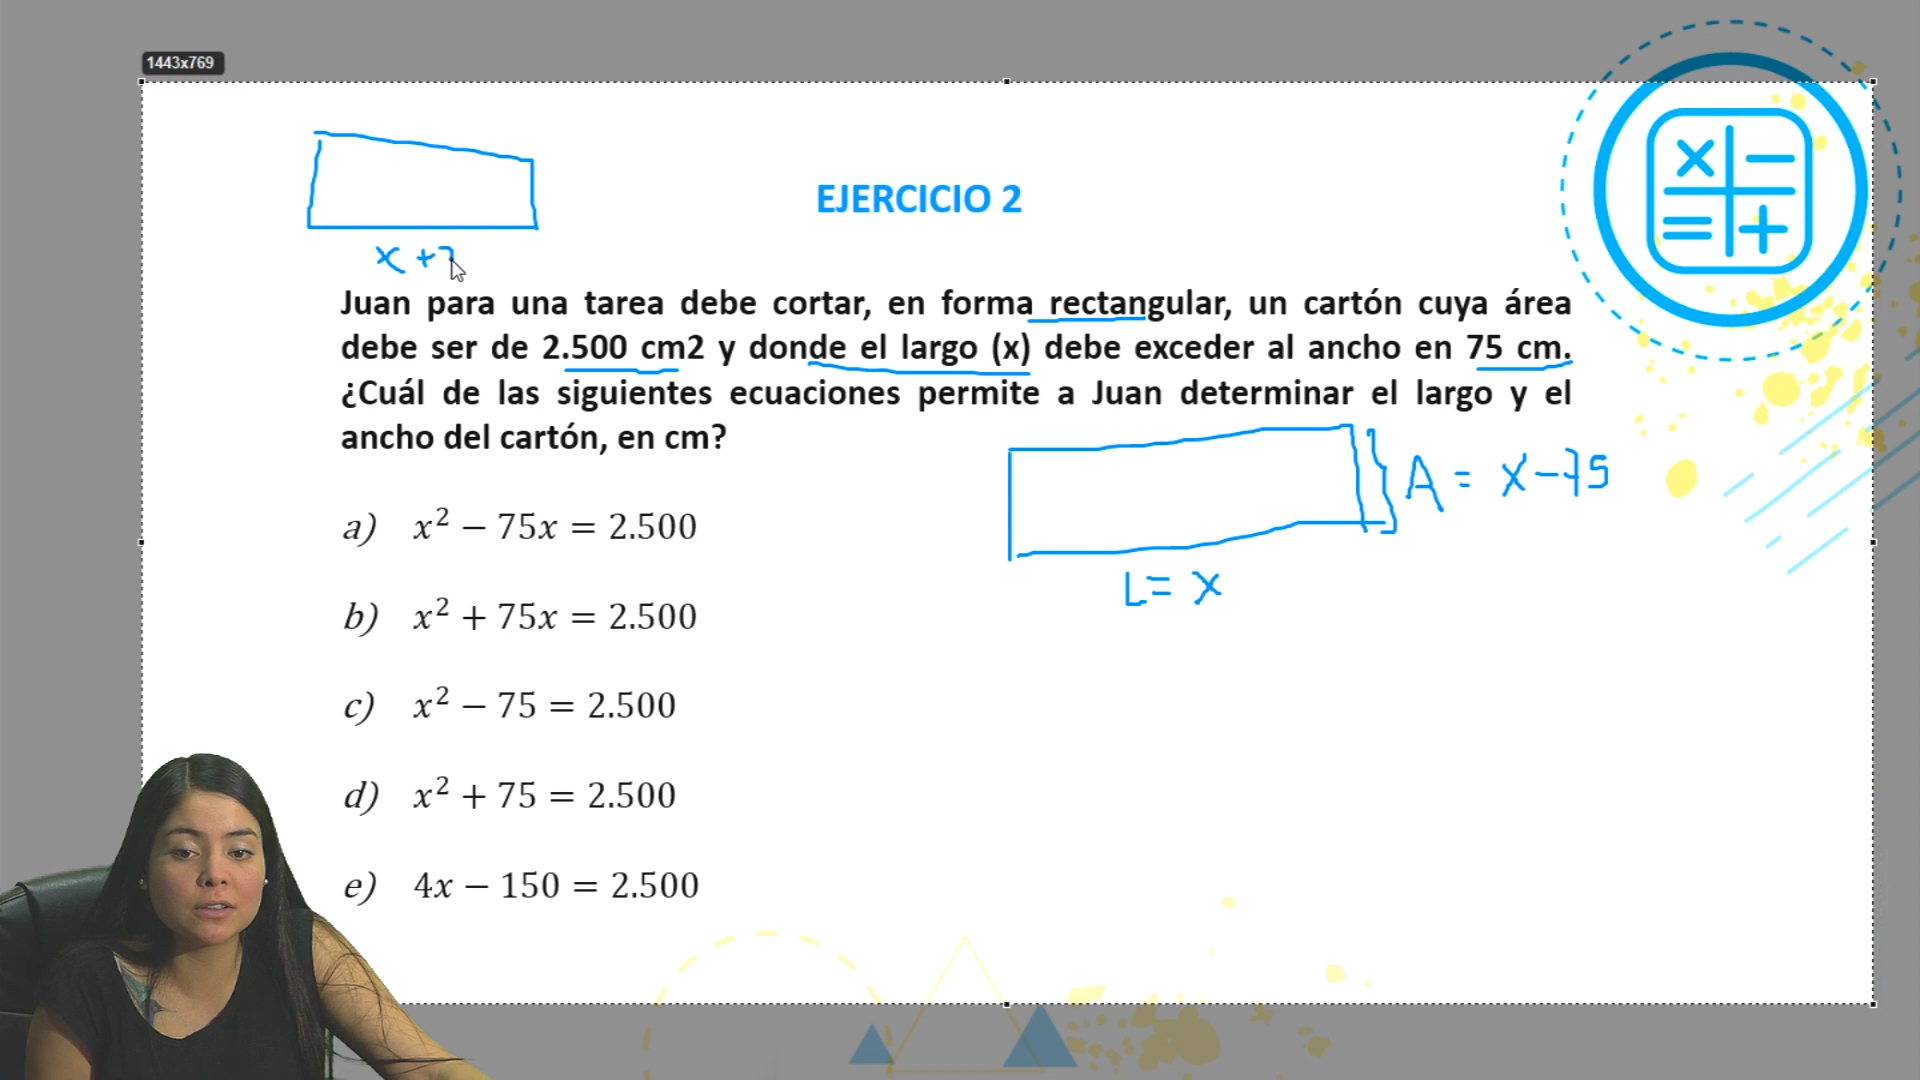 1443x769
EJERCICIO 2
x +7
Juan para una tarea debe cortar, en forma rectangular, un cartón cuya área
debe ser de 2.500 cm2 y donde el largo (x) debe exceder al ancho en 75 cm.
¿Cuál de las siguientes ecuaciones permite a Juan determinar el largo y el
ancho del cartón, en cm?
A = x-75
L= x
a) x² − 75x = 2.500
b) x² + 75x = 2.500
c) x² − 75 = 2.500
d) x² + 75 = 2.500
e) 4x − 150 = 2.500